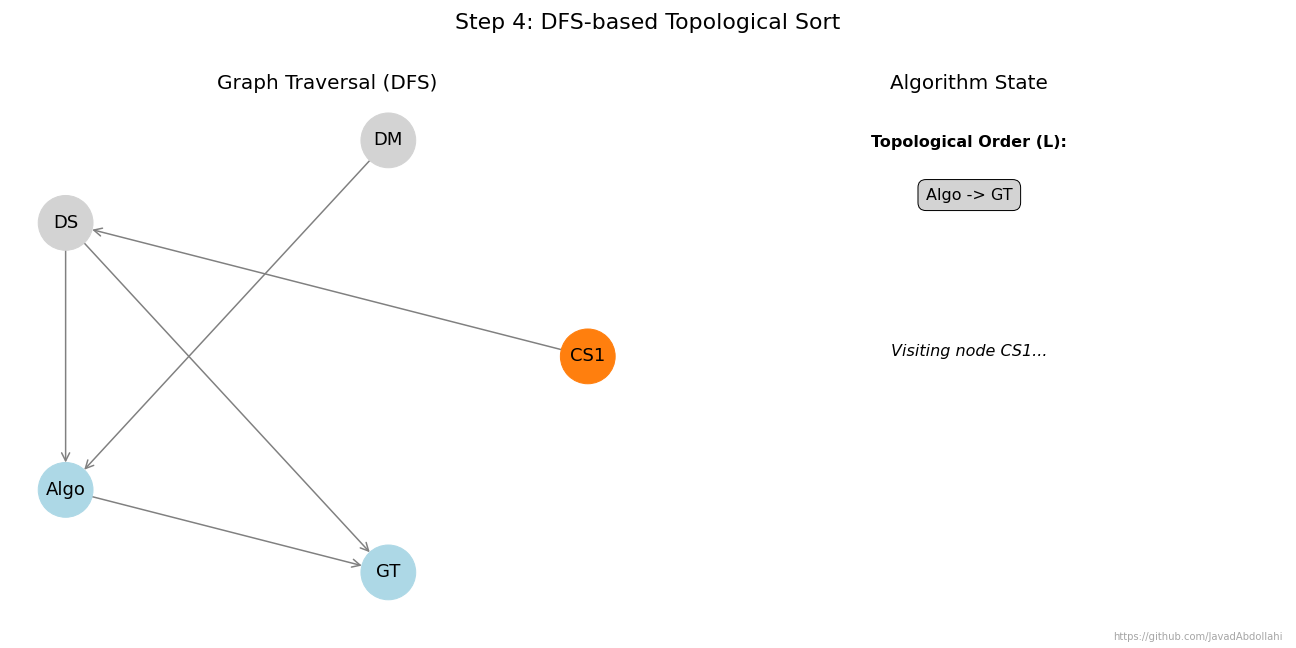 Step 4: DFS-based Topological Sort
Graph Traversal (DFS)
Algorithm State
DM
Topological Order (L):
Algo -> GT
DS
CS1
Visiting node CS1...
Algo
GT
https://github.com/JavadAbdollahi